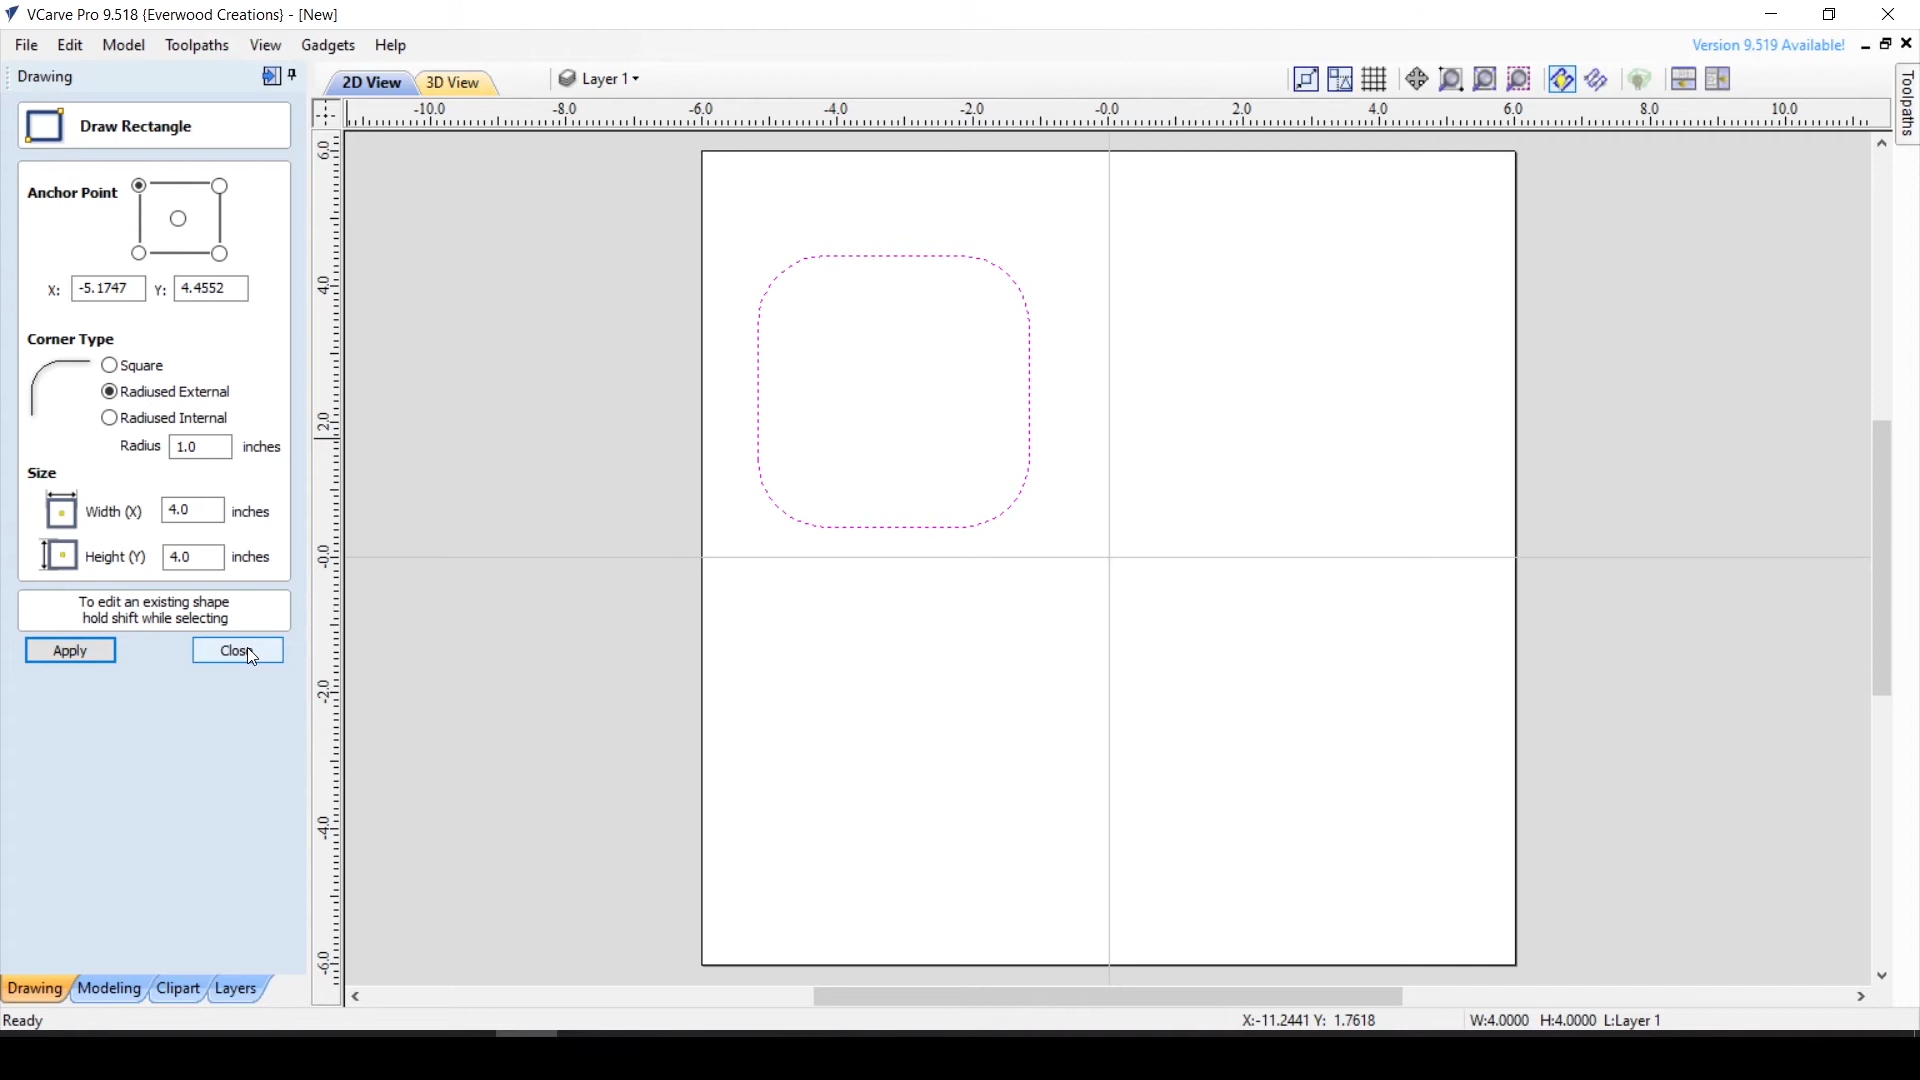 VCarve Pro 9.518 {Everwood Creations} - [New]
File Edit Model Toolpaths View Gadgets Help
Version 9.519 Available!
Drawing
2D View 3D View Layer 1
Toolpaths
Draw Rectangle
-10.0 -8.0 -6.0 -4.0 -2.0 -0.0 2.0 4.0 6.0 8.0 10.0
6.0
4.0
2.0
-0.0
-2.0
-4.0
-6.0
Anchor Point
X: -5.1747 Y: 4.4552
Corner Type
Square
Radiused External
Radiused Internal
Radius 1.0 inches
Size
Width (X) 4.0 inches
Height (Y) 4.0 inches
To edit an existing shape
hold shift while selecting
Apply Close
Drawing Modeling Clipart Layers
Ready
X:-11.2441 Y: 1.7618
W:4.0000 H:4.0000 L:Layer 1